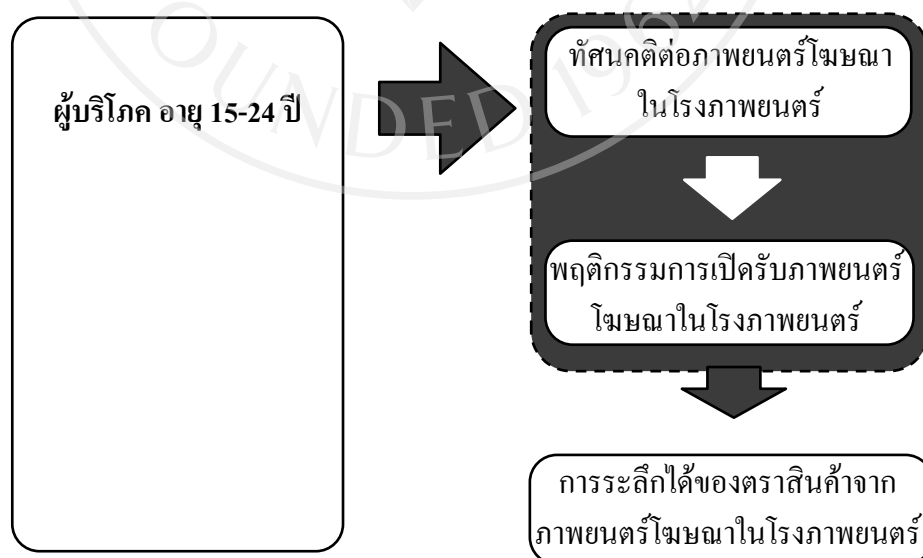 ผู้บริโภค อายุ 15-24 ปี
ทัศนคติต่อภาพยนตร์โฆษณา
ในโรงภาพยนตร์
พฤติกรรมการเปิดรับภาพยนตร์
โฆษณาในโรงภาพยนตร์
การระลึกได้ของตราสินค้าจาก
ภาพยนตร์โฆษณาในโรงภาพยนตร์
OUNDED 1964